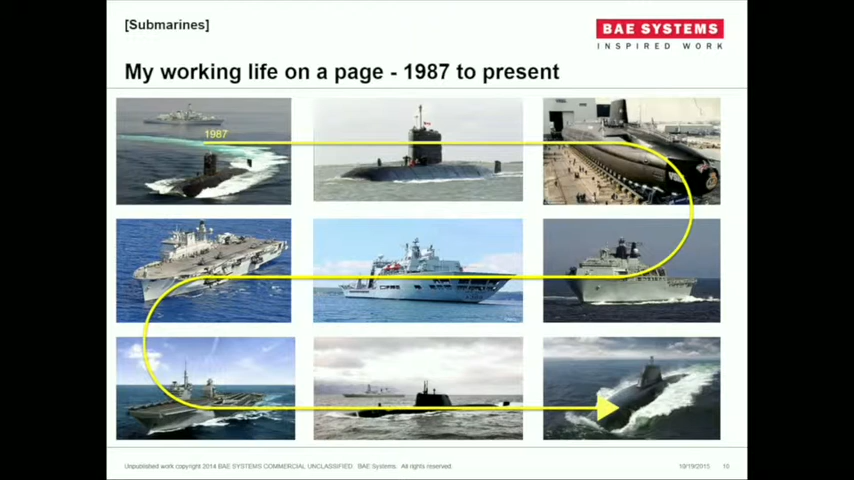 [Submarines]
BAE SYSTEMS
INSPIRED WORK
My working life on a page - 1987 to present
1987
Unpublished work copyright 2014 BAE SYSTEMS COMMERCIAL UNCLASSIFIED BAE Systems. All rights reserved
10/19/2015 10